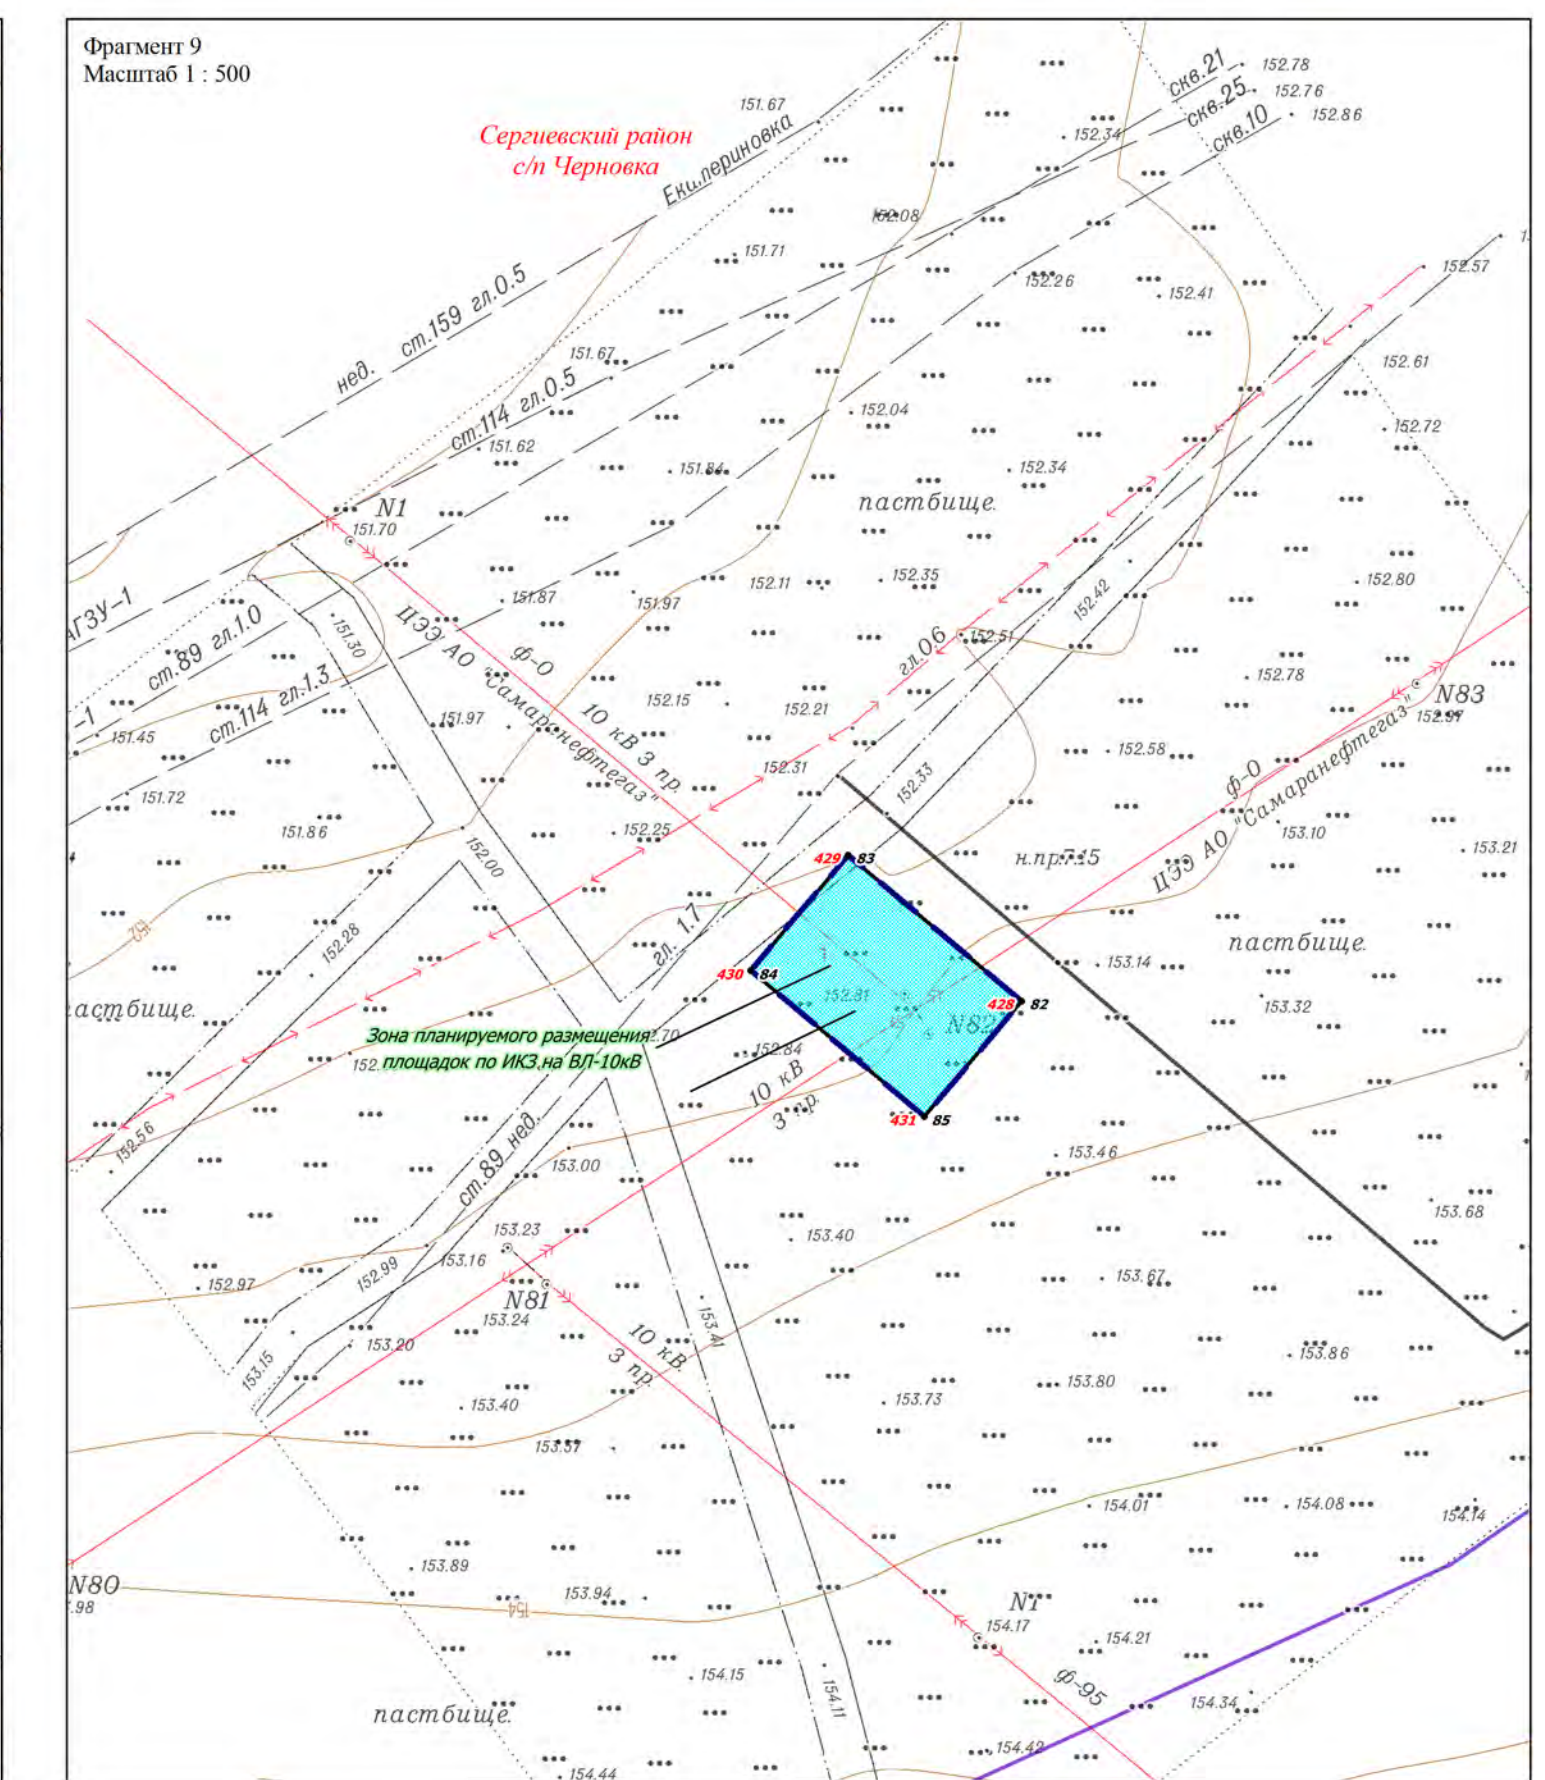 Фрагмент 9
Масштаб 1 : 500
Сергиевский район
с/п Черновка
151.67
скв.21
152.78
скв.25
152.76
скв.10
152.86
152.34
152.08
151.71
152.26
152.41
152.57
нед. ст.159 гл.0.5
151.67
152.61
ст.114 гл.0.5
151.62
152.04
152.72
151.84
152.34
N1
151.70
пастбище.
151.87
151.97
152.11
152.35
152.42
152.80
АГЗУ-1
ст.89 гл.1.0
151.30
ЦЭЭ АО "Самаранефтегаз"
ф-0
10 кВ 3 пр.
гл.0.6
152.51
152.78
N83
152.97
-1
ст.114 гл.1.3
151.45
151.97
152.15
152.21
152.31
152.58
152.33
ф-0
ЦЭЭ АО "Самаранефтегаз"
151.72
151.86
152.25
152.00
153.10
153.21
н.пр7.15
429
83
152
152.28
гл. 1.7
430
84
пастбище.
153.14
153.32
152.81
428
82
N82
Зона планируемого размещения
площадок по ИКЗ на ВЛ-10кВ
152.84
10 кВ
3 пр.
431
85
152.56
ст.89 нед.
153.00
153.46
153.68
153.23
153.16
153.40
152.97
152.99
N81
153.24
153.67
153.20
153.15
153.41
10 кВ.
3 пр.
153.86
153.80
153.40
153.73
153.57
154.01
154.08
154.14
153.89
N80
.98
153.94
154
N1
154.17
154.21
154.15
ф-95
154.11
154.34
пастбище.
154.42
154.44